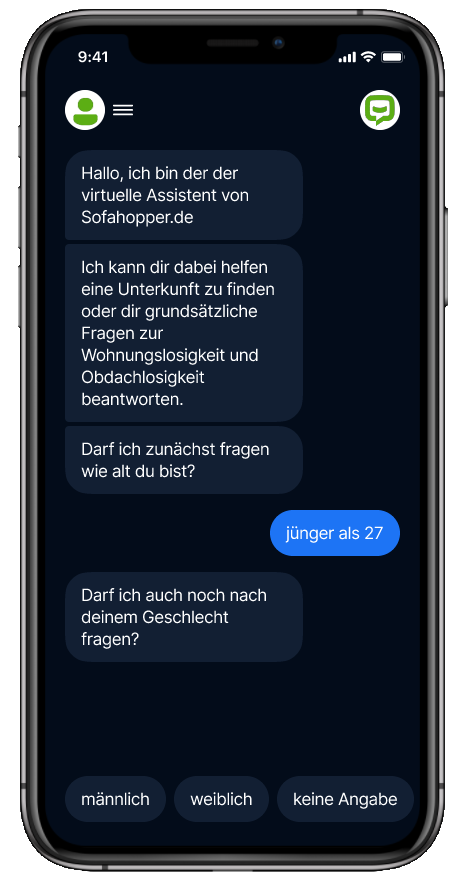 9:41
Hallo, ich bin der der
virtuelle Assistent von
Sofahopper.de
Ich kann dir dabei helfen
eine Unterkunft zu finden
oder dir grundsätzliche
Fragen zur
Wohnungslosigkeit und
Obdachlosigkeit
beantworten.
Darf ich zunächst fragen
wie alt du bist?
jünger als 27
Darf ich auch noch nach
deinem Geschlecht
fragen?
männlich weiblich keine Angabe